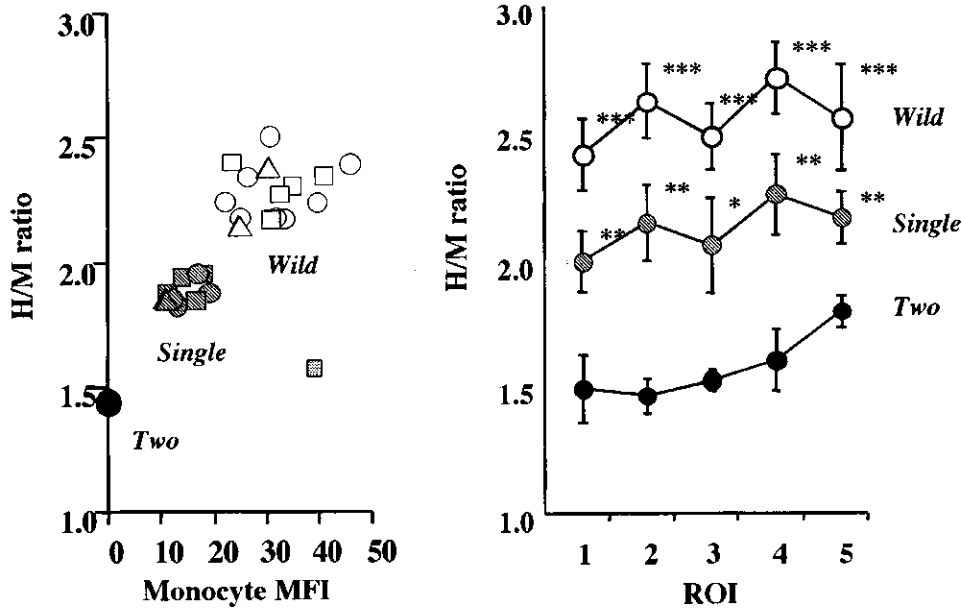 3.0
2.5
2.0
1.5
1.0
H/M ratio
Wild
Single
Two
0 10 20 30 40 50
Monocyte MFI
3.0
2.5
2.0
1.5
1.0
H/M ratio
*** *** *** *** ***
Wild
** ** * ** **
Single
Two
1 2 3 4 5
ROI